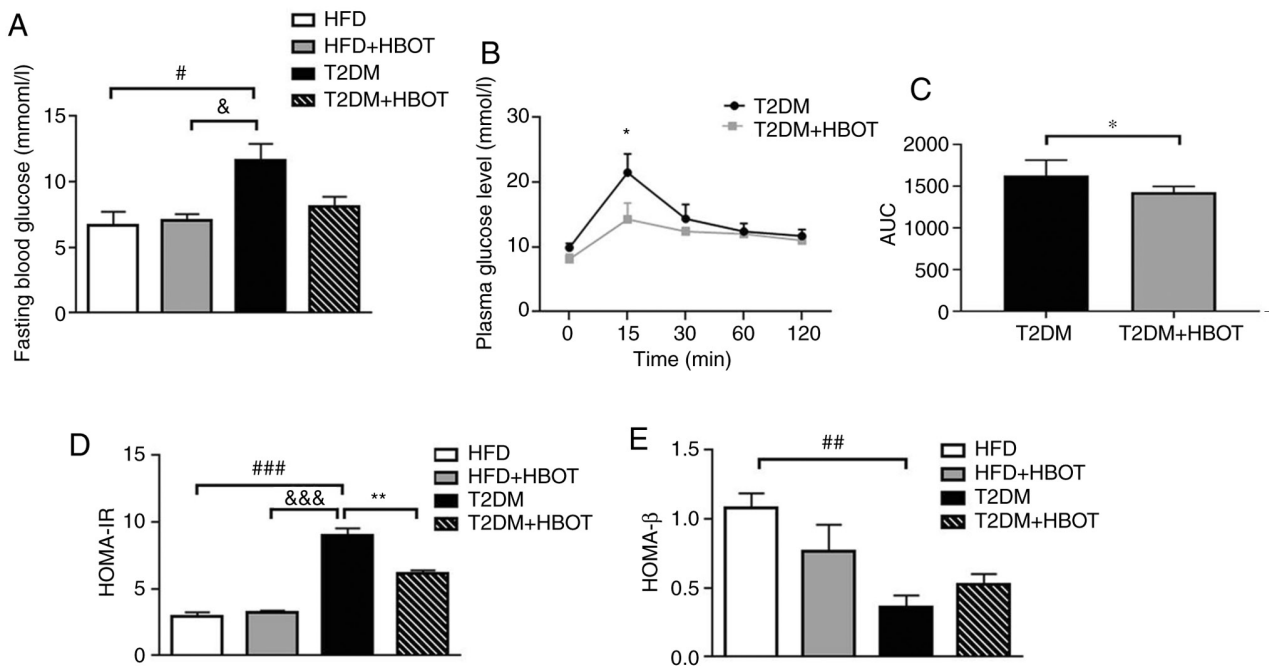 A
HFD
HFD+HBOT
T2DM
T2DM+HBOT
#
&
Fasting blood glucose (mmoml/l)
15
10
5
0
B
T2DM
T2DM+HBOT
*
Plasma glucose level (mmol/l)
30
20
10
0
0 15 30 60 120
Time (min)
C
*
AUC
2000
1500
1000
500
0
T2DM T2DM+HBOT
D
HFD
HFD+HBOT
T2DM
T2DM+HBOT
###
&&&
**
HOMA-IR
15
10
5
0
E
HFD
HFD+HBOT
T2DM
T2DM+HBOT
##
HOMA-β
1.5
1.0
0.5
0.0